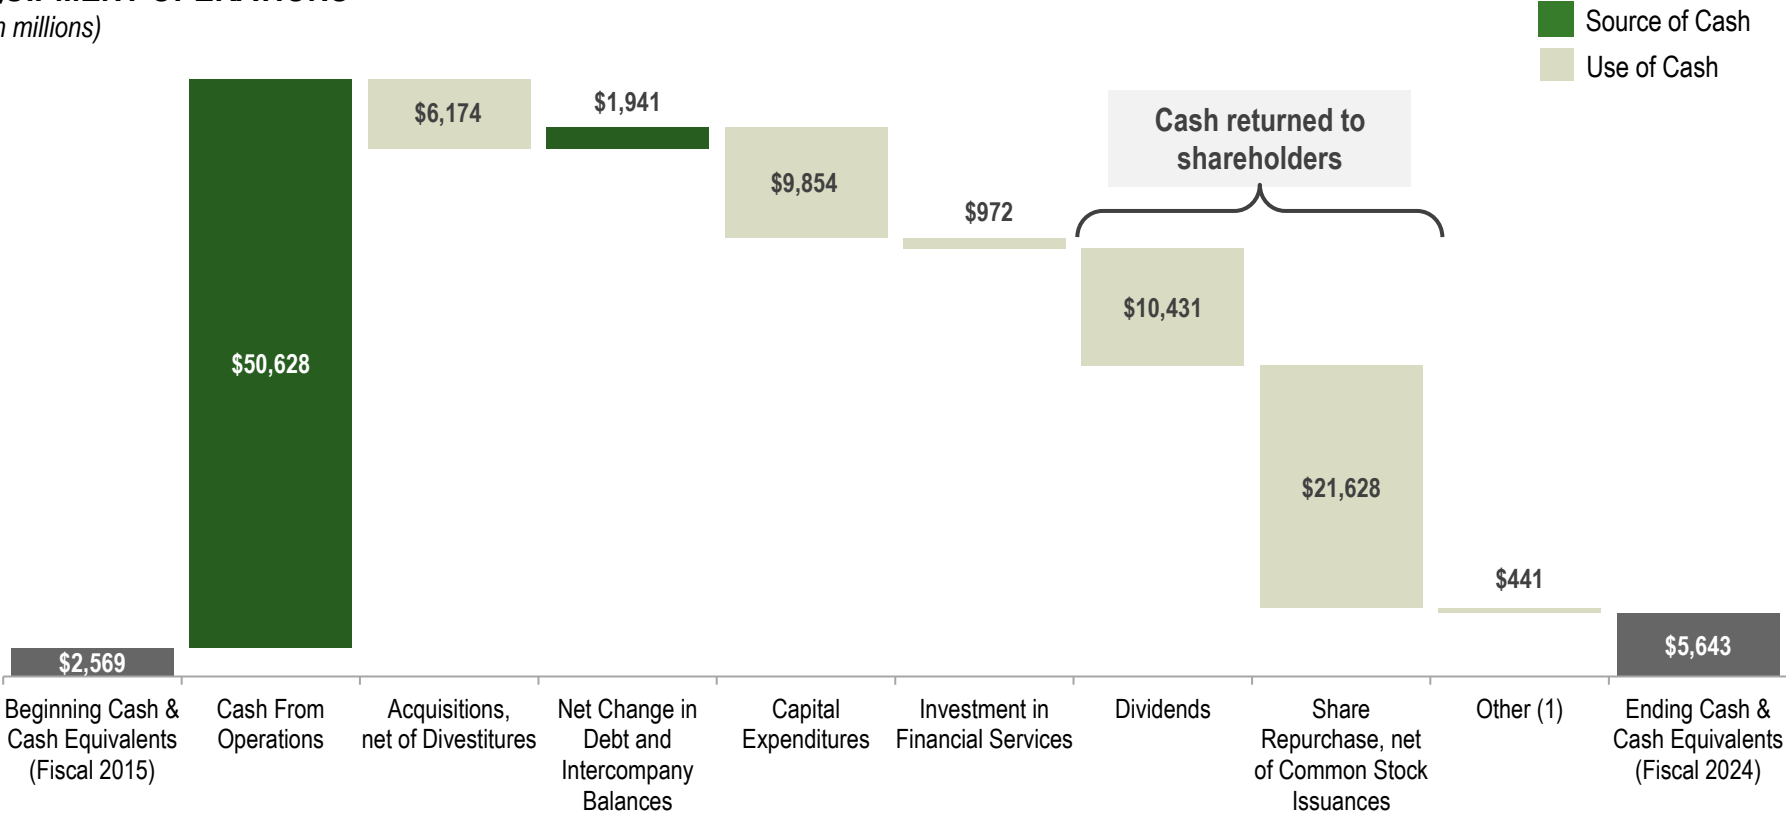 OPERATIONS
millions)
Source of Cash
Use of Cash
$6,174
$1,941
Cash returned to
shareholders
$9,854
$972
$10,431
$50,628
$21,628
$441
$2,569
$5,643
Beginning Cash &
Cash Equivalents
(Fiscal 2015)
Cash From
Operations
Acquisitions,
net of Divestitures
Net Change in
Debt and
Intercompany
Balances
Capital
Expenditures
Investment in
Financial Services
Dividends
Share
Repurchase, net
of Common Stock
Issuances
Other (1)
Ending Cash &
Cash Equivalents
(Fiscal 2024)